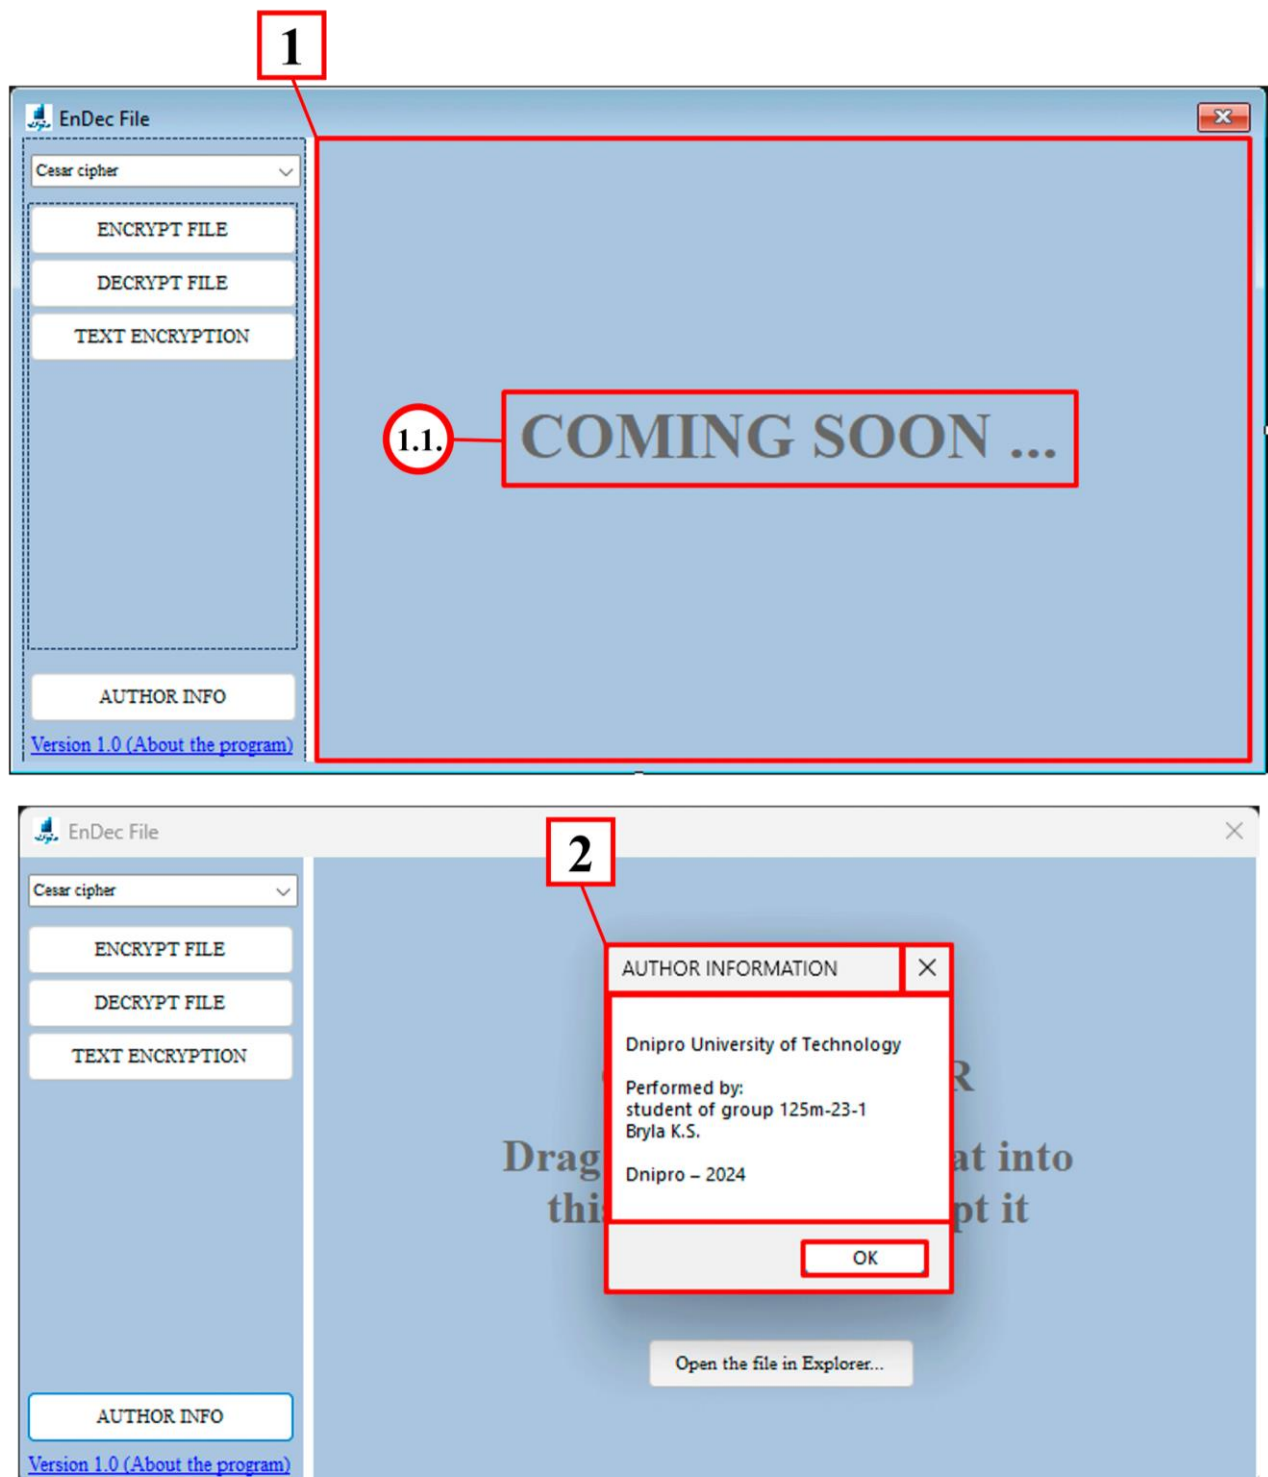 1
EnDec File
Cesar cipher
ENCRYPT FILE
DECRYPT FILE
TEXT ENCRYPTION
1.1.
COMING SOON ...
AUTHOR INFO
Version 1.0 (About the program)
EnDec File
2
Cesar cipher
ENCRYPT FILE
DECRYPT FILE
TEXT ENCRYPTION
AUTHOR INFORMATION
Dnipro University of Technology
Performed by:
student of group 125m-23-1
Bryla K.S.
Dnipro – 2024
OK
Drag
into
it
Open the file in Explorer...
AUTHOR INFO
Version 1.0 (About the program)